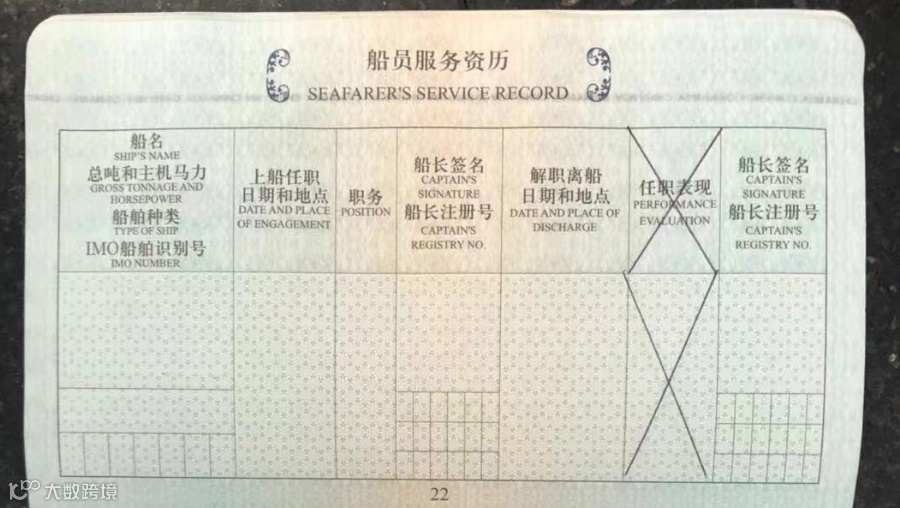 船员服务资历
SEAFARER'S SERVICE RECORD
船名
SHIP'S NAME
总吨和主机马力
GROSS TONNAGE AND
HORSEPOWER
船舶种类
TYPE OF SHIP
IMO船舶识别号
IMO NUMBER
上船任职
日期和地点
DATE AND PLACE
OF ENGAGEMENT
职务
POSITION
船长签名
CAPTAIN'S
SIGNATURE
船长注册号
CAPTAIN'S
REGISTRY NO.
解职离船
日期和地点
DATE AND PLACE OF
DISCHARGE
任职表现
PERFORMANCE
EVALUATION
船长签名
CAPTAIN'S
SIGNATURE
船长注册号
CAPTAIN'S
REGISTRY NO.
22
大数跨境